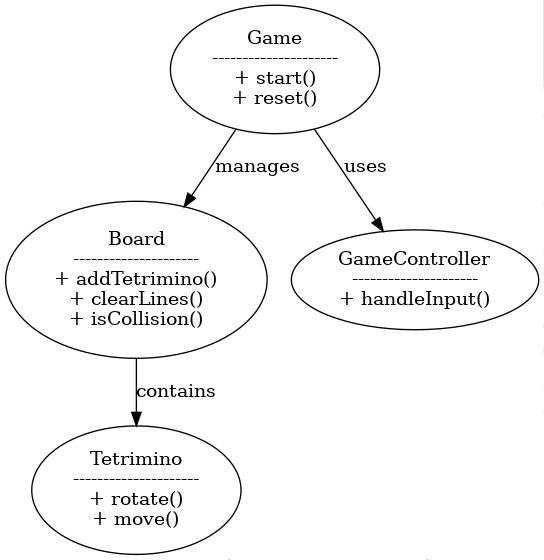 Game
---------------------
+ start()
+ reset()
manages
uses
Board
---------------------
+ addTetrimino()
+ clearLines()
+ isCollision()
GameController
---------------------
+ handleInput()
contains
Tetrimino
---------------------
+ rotate()
+ move()